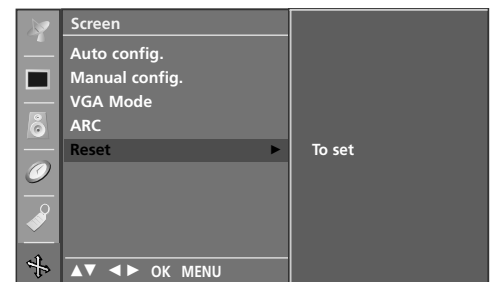 Screen
Auto config.
Manual config.
VGA Mode
ARC
Reset ► To set
▲▼ ◄► OK MENU